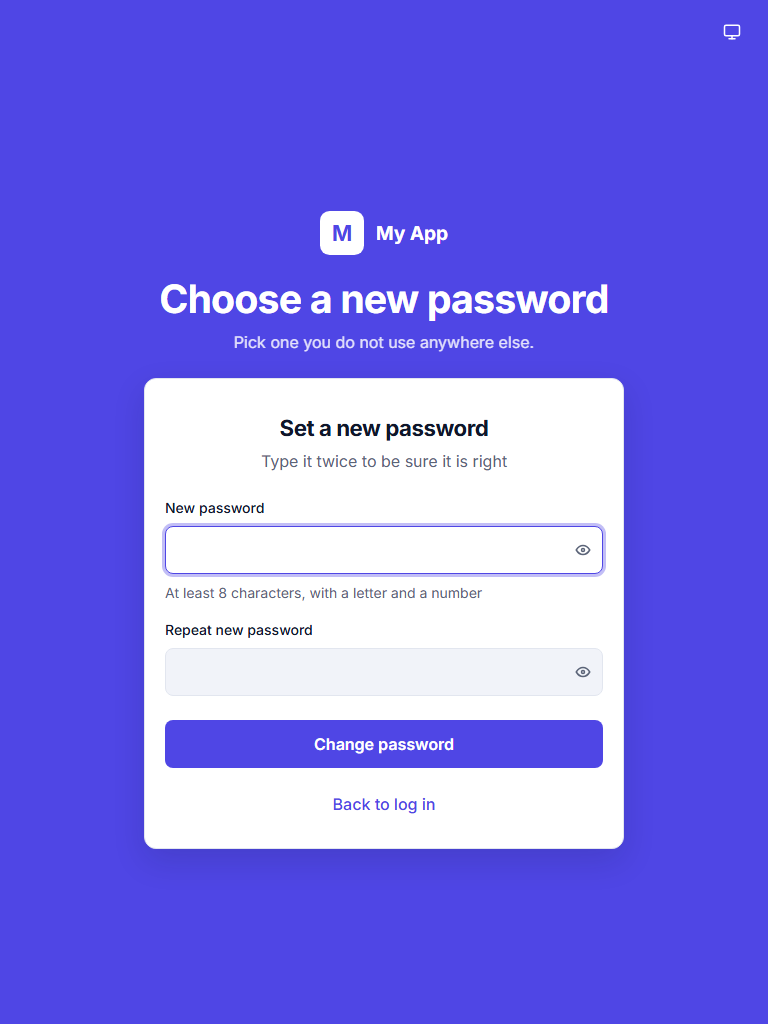 M
My App
Choose a new password
Pick one you do not use anywhere else.
Set a new password
Type it twice to be sure it is right
New password
At least 8 characters, with a letter and a number
Repeat new password
Change password
Back to log in